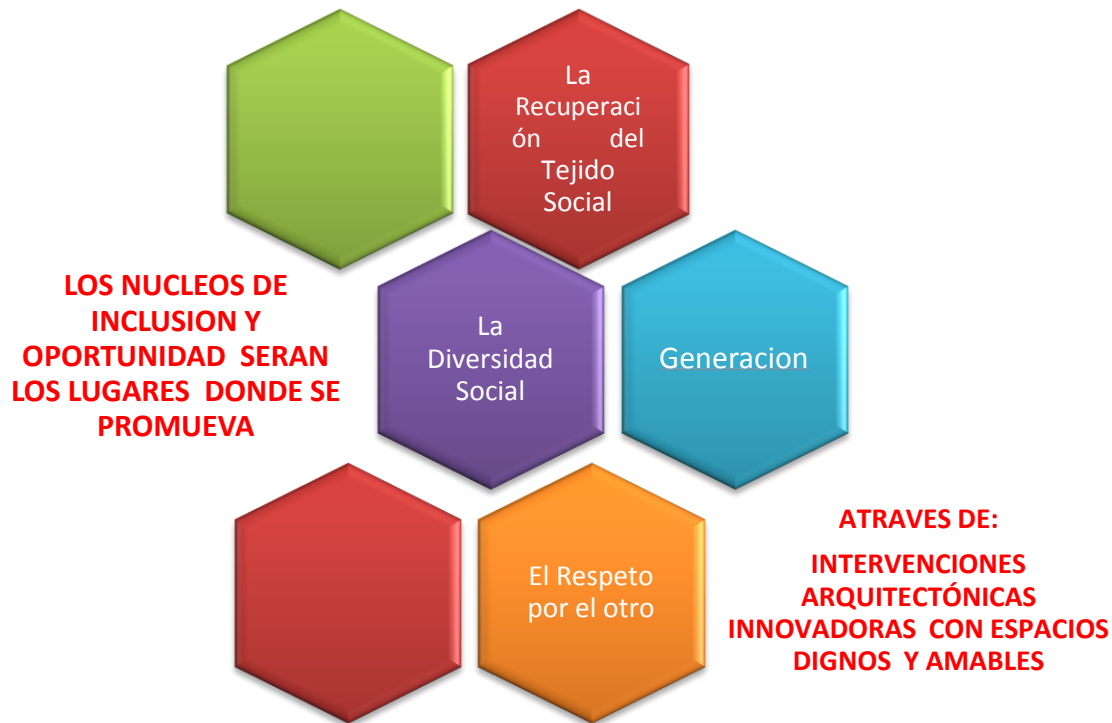 La
Recuperaci
ón del
Tejido
Social
LOS NUCLEOS DE
INCLUSION Y
OPORTUNIDAD SERAN
LOS LUGARES DONDE SE
PROMUEVA
La
Diversidad
Social
Generacion
El Respeto
por el otro
ATRAVES DE:
INTERVENCIONES
ARQUITECTÓNICAS
INNOVADORAS CON ESPACIOS
DIGNOS Y AMABLES